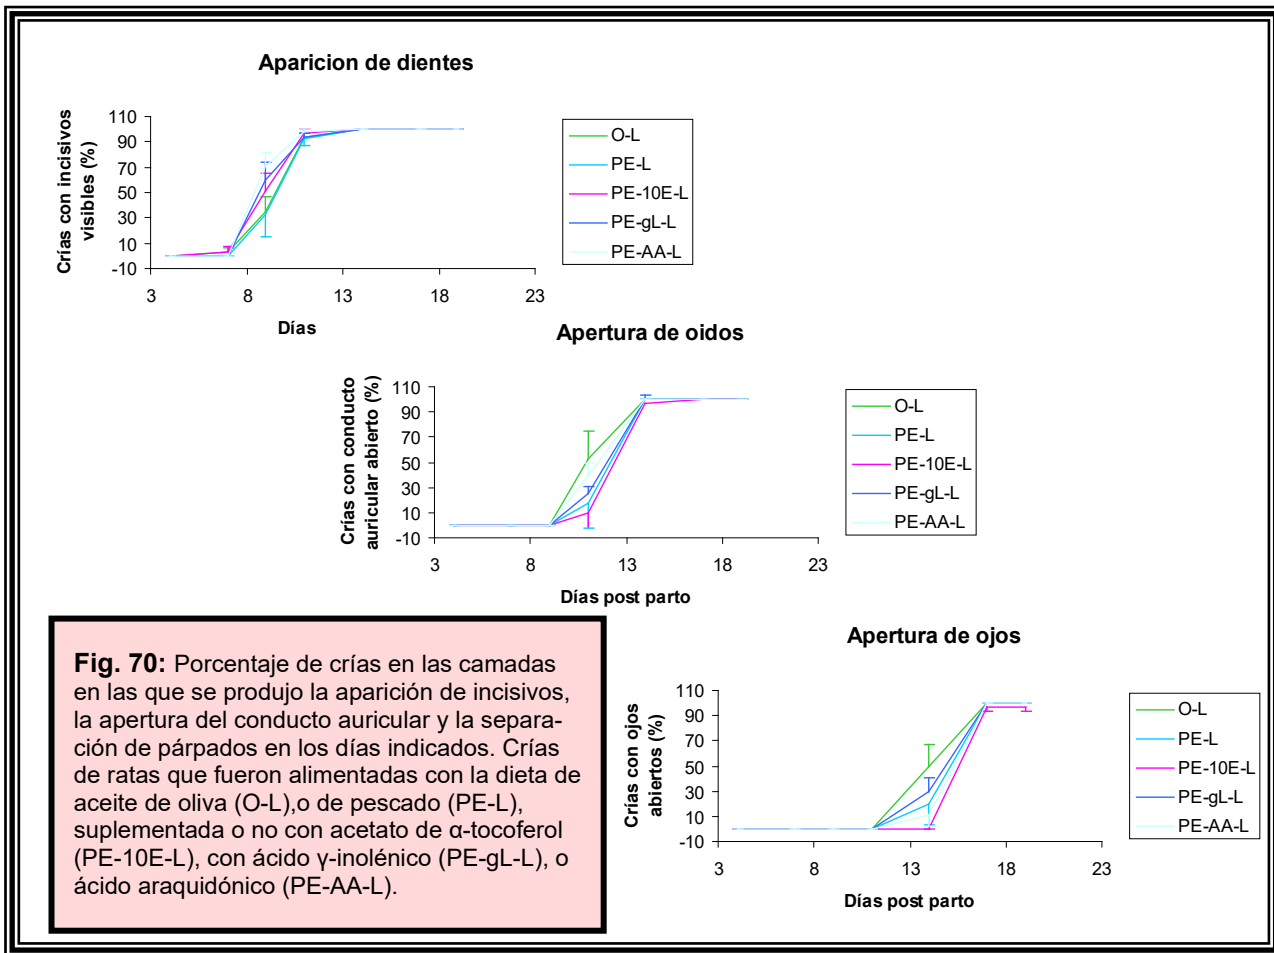 Aparicion de dientes
Crías con incisivos
visibles (%)
110
90
70
50
30
10
-10
3 8 13 18 23
Días
O-L
PE-L
PE-10E-L
PE-gL-L
PE-AA-L
Apertura de oidos
Crías con conducto
auricular abierto (%)
110
90
70
50
30
10
-10
3 8 13 18 23
Días post parto
O-L
PE-L
PE-10E-L
PE-gL-L
PE-AA-L
Fig. 70: Porcentaje de crías en las camadas
en las que se produjo la aparición de incisivos,
la apertura del conducto auricular y la separa-
ción de párpados en los días indicados. Crías
de ratas que fueron alimentadas con la dieta de
aceite de oliva (O-L),o de pescado (PE-L),
suplementada o no con acetato de α-tocoferol
(PE-10E-L), con ácido γ-inolénico (PE-gL-L), o
ácido araquidónico (PE-AA-L).
Apertura de ojos
Crías con ojos
abiertos (%)
110
90
70
50
30
10
-10
3 8 13 18 23
Días post parto
O-L
PE-L
PE-10E-L
PE-gL-L
PE-AA-L